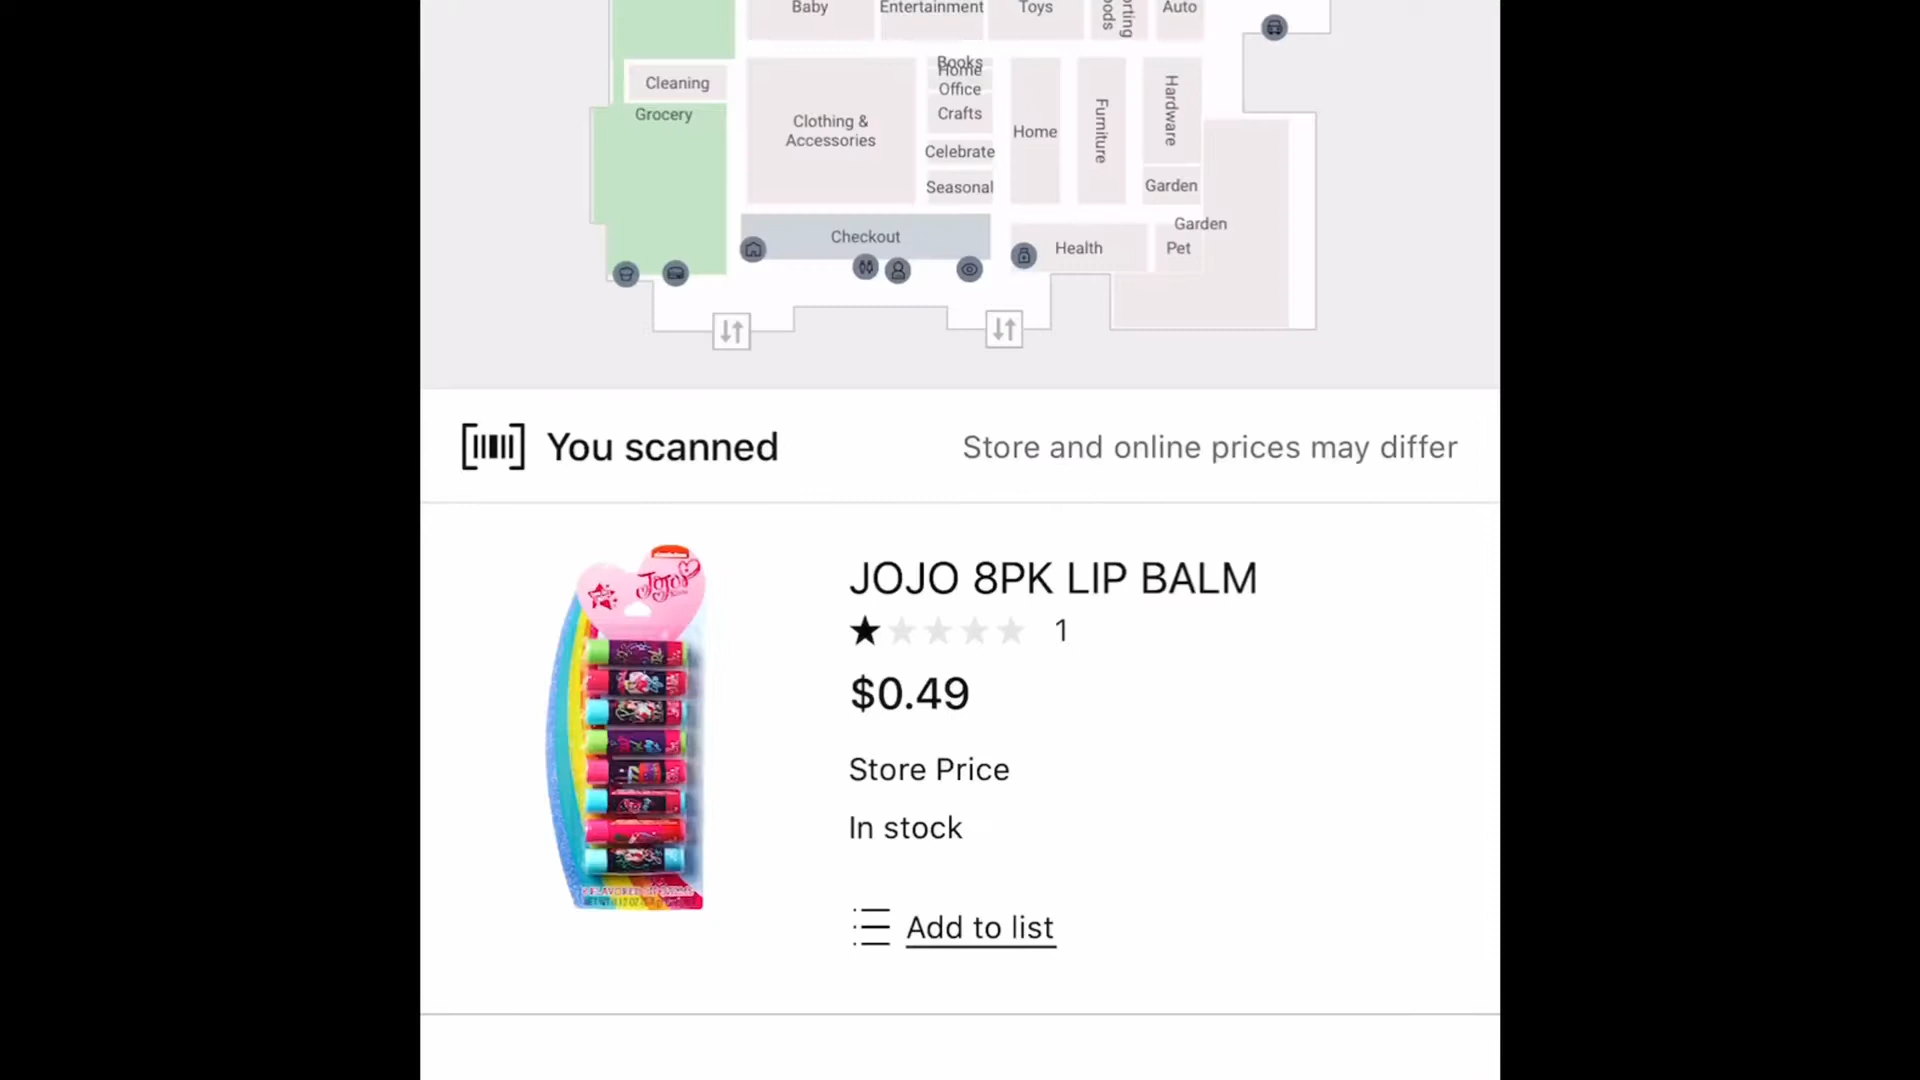 Baby
Entertainment
Toys
Auto
Books
Home
Office
Cleaning
Grocery
Clothing &
Accessories
Crafts
Celebrate
Seasonal
Home
Furniture
Hardware
Garden
Garden
Checkout
Health
Pet
You scanned
Store and online prices may differ
JOJO 8PK LIP BALM
1
$0.49
Store Price
In stock
Add to list
JoJo